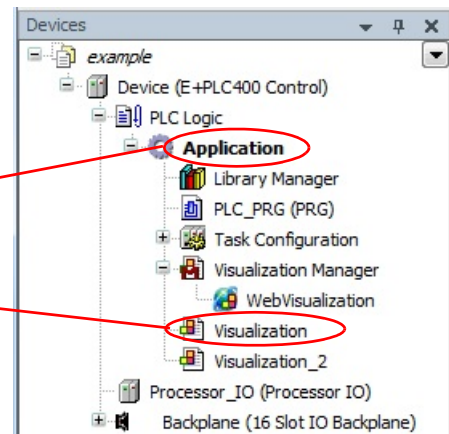 Devices
example
Device (E+PLC400 Control)
PLC Logic
Application
Library Manager
PLC_PRG (PRG)
Task Configuration
Visualization Manager
WebVisualization
Visualization
Visualization_2
Processor_IO (Processor IO)
Backplane (16 Slot IO Backplane)